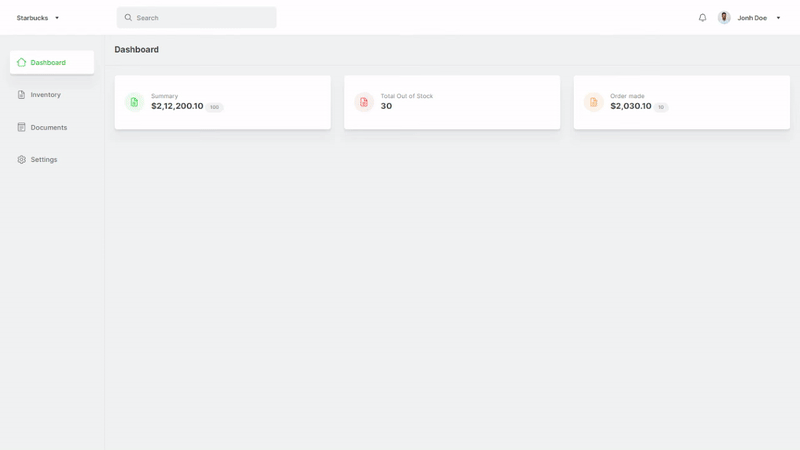 Starbucks
Search
Jonh Doe
Dashboard
Dashboard
Inventory
Documents
Settings
Summary
$2,12,200.10 100
Total Out of Stock
30
Order made
$2,030.10 10